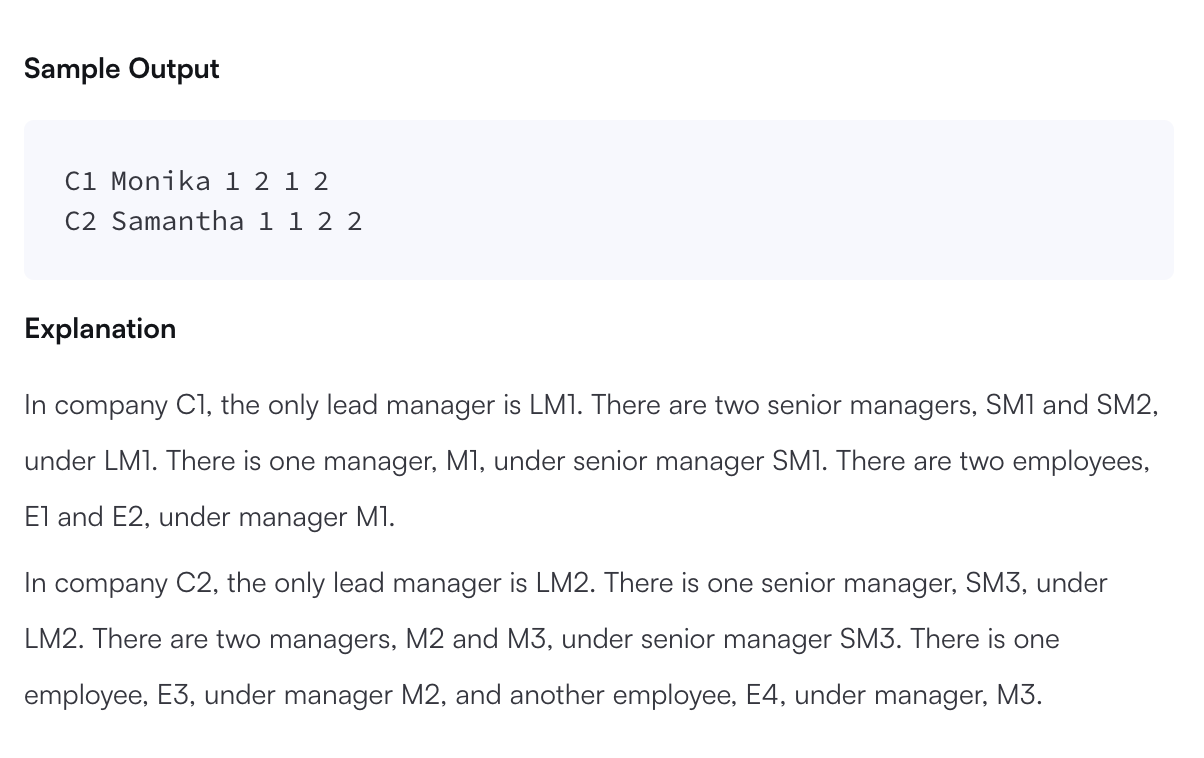 Sample Output
C1 Monika 1 2 1 2
C2 Samantha 1 1 2 2
Explanation
In company C1, the only lead manager is LM1. There are two senior managers, SM1 and SM2,
under LM1. There is one manager, M1, under senior manager SM1. There are two employees,
E1 and E2, under manager M1.
In company C2, the only lead manager is LM2. There is one senior manager, SM3, under
LM2. There are two managers, M2 and M3, under senior manager SM3. There is one
employee, E3, under manager M2, and another employee, E4, under manager, M3.